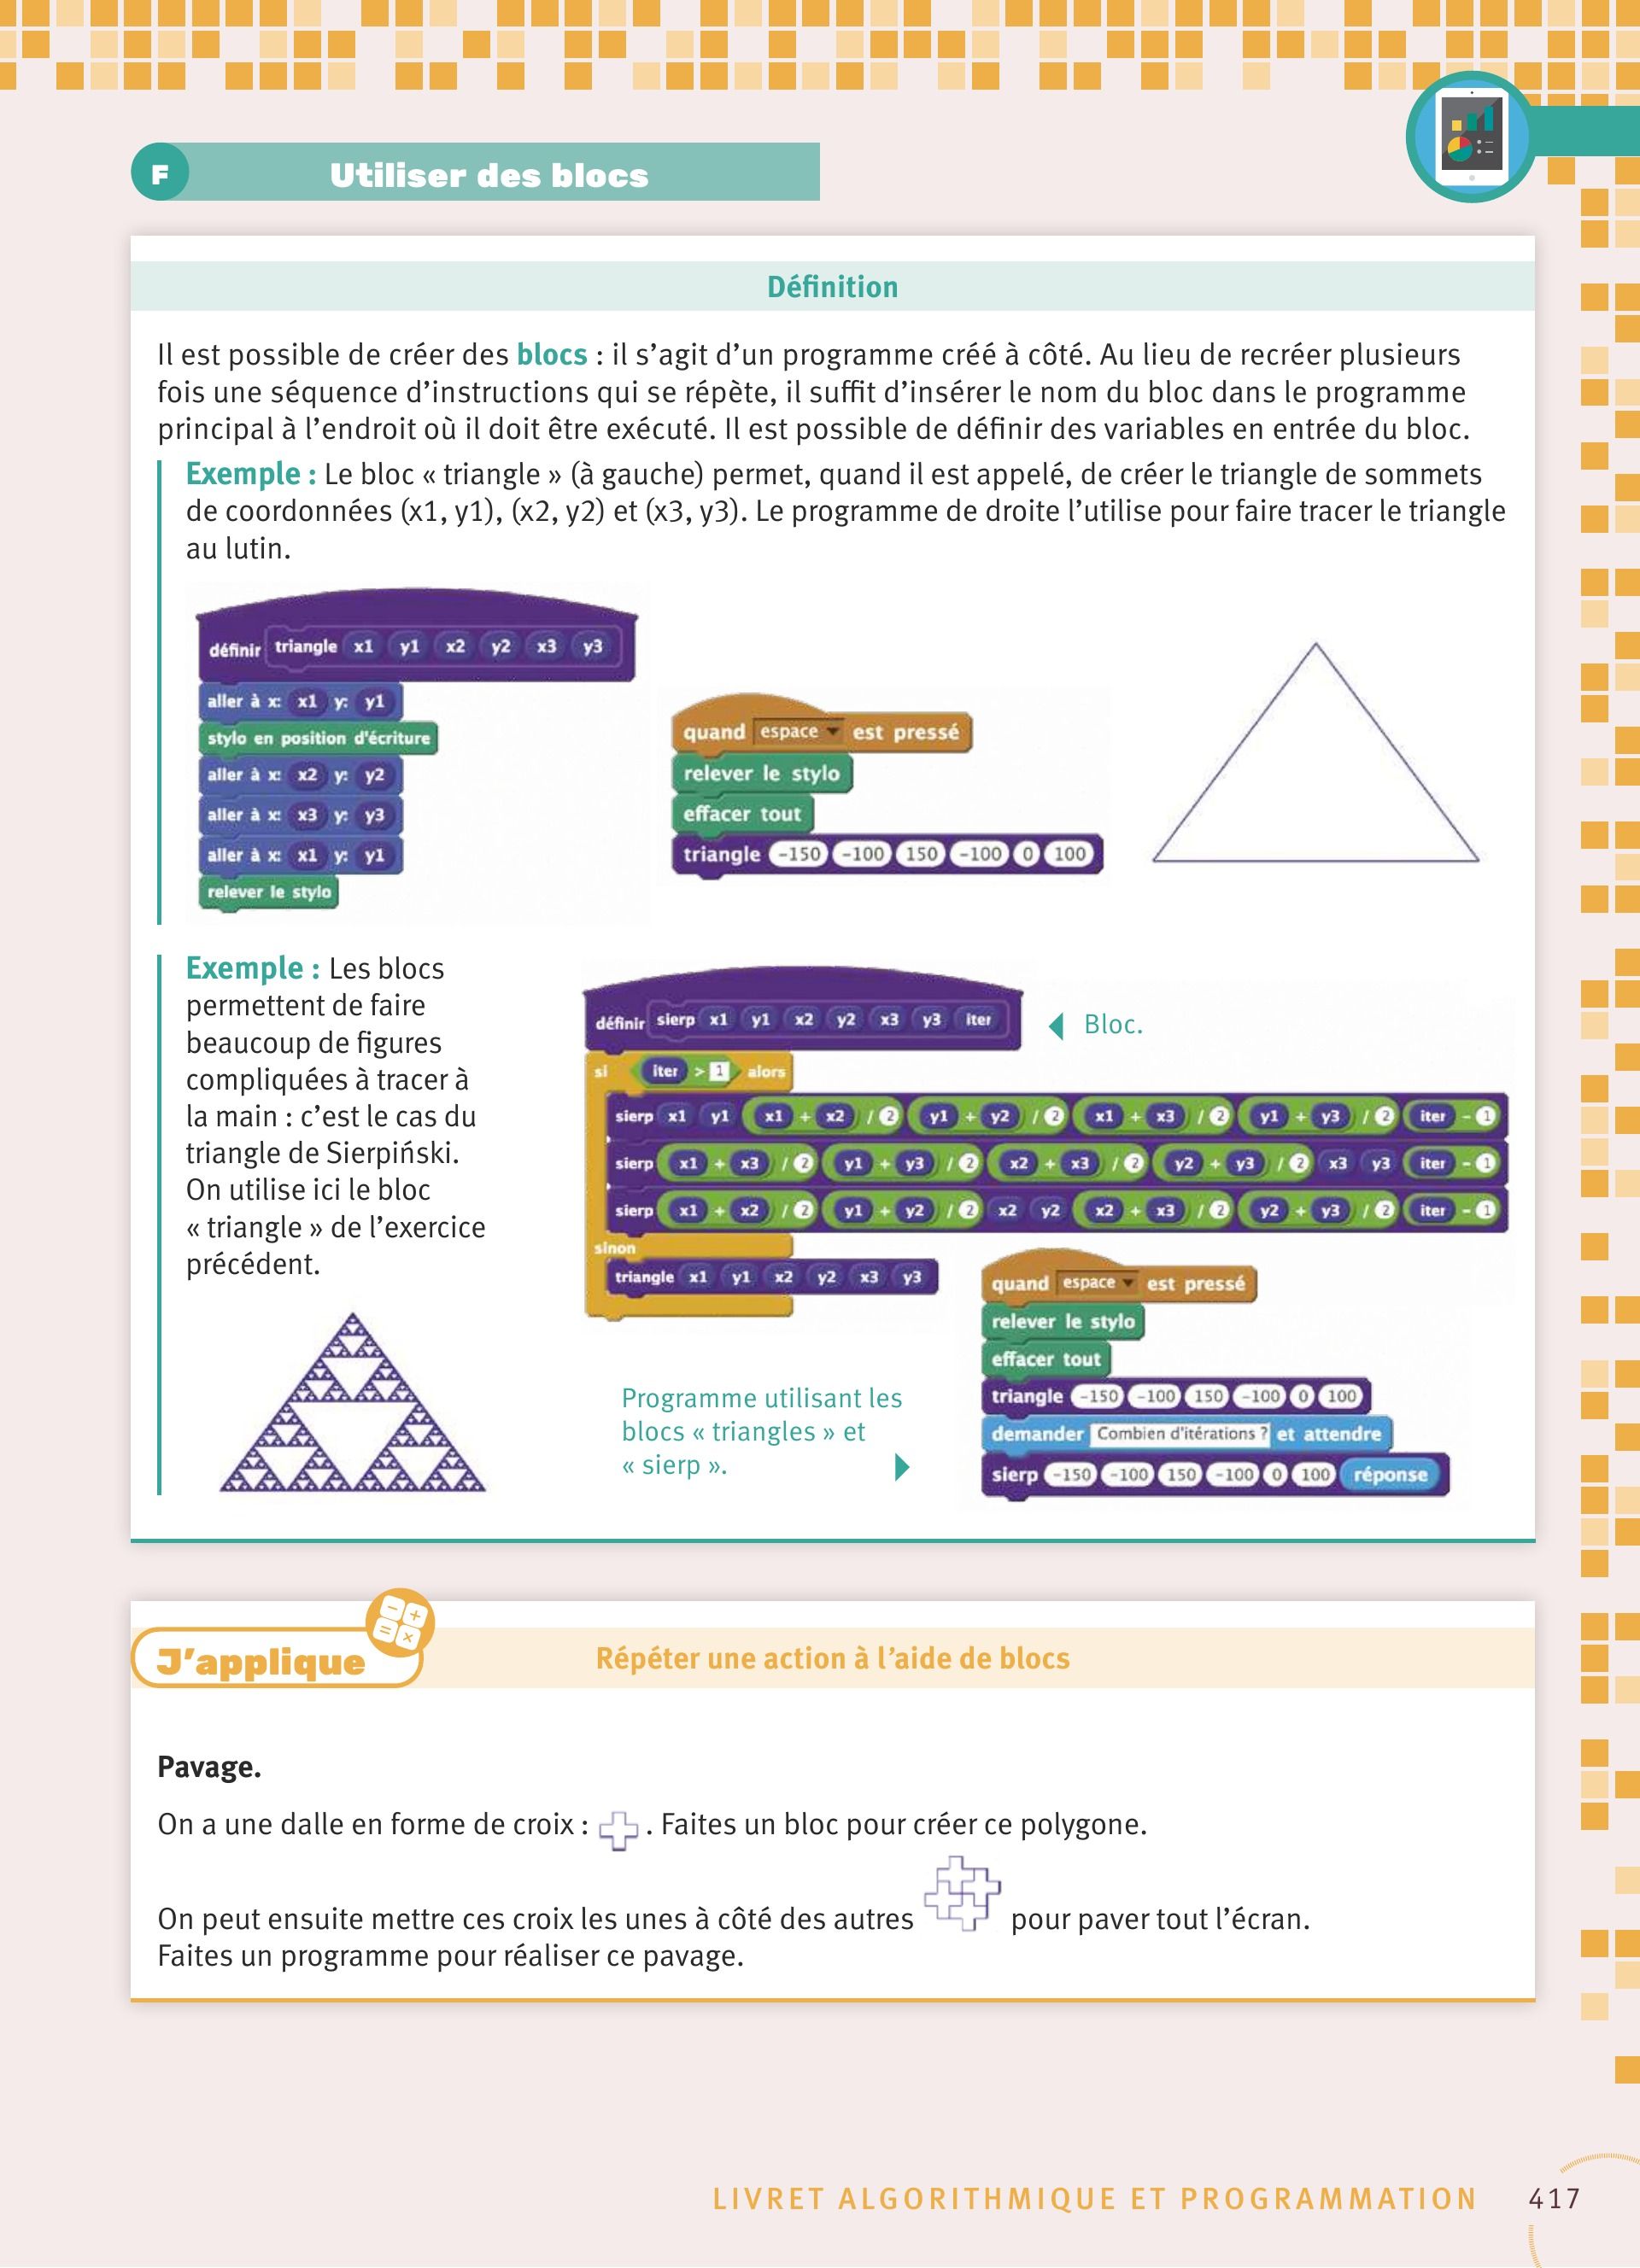 F
Utiliser des blocs
Définition
Il est possible de créer des blocs : il s’agit d’un programme créé à côté. Au lieu de recréer plusieurs
fois une séquence d’instructions qui se répète, il suffit d’insérer le nom du bloc dans le programme
principal à l’endroit où il doit être exécuté. Il est possible de définir des variables en entrée du bloc.
Exemple : Le bloc « triangle » (à gauche) permet, quand il est appelé, de créer le triangle de sommets
de coordonnées (x1, y1), (x2, y2) et (x3, y3). Le programme de droite l’utilise pour faire tracer le triangle
au lutin.
définir triangle x1 y1 x2 y2 x3 y3
aller à x: x1 y: y1
stylo en position d'écriture
aller à x: x2 y: y2
aller à x: x3 y: y3
aller à x: x1 y: y1
relever le stylo
quand espace est pressé
relever le stylo
effacer tout
triangle -150 -100 150 -100 0 100
Exemple : Les blocs
permettent de faire
beaucoup de figures
compliquées à tracer à
la main : c’est le cas du
triangle de Sierpiński.
On utilise ici le bloc
« triangle » de l’exercice
précédent.
définir sierp x1 y1 x2 y2 x3 y3 iter
Bloc.
si iter > 1 alors
sierp x1 y1 x1 + x2 / 2 y1 + y2 / 2 x1 + x3 / 2 y1 + y3 / 2 iter - 1
sierp x1 + x3 / 2 y1 + y3 / 2 x2 + x3 / 2 y2 + y3 / 2 x3 y3 iter - 1
sierp x1 + x2 / 2 y1 + y2 / 2 x2 y2 x2 + x3 / 2 y2 + y3 / 2 iter - 1
sinon
triangle x1 y1 x2 y2 x3 y3
Programme utilisant les
blocs « triangles » et
« sierp ».
quand espace est pressé
relever le stylo
effacer tout
triangle -150 -100 150 -100 0 100
demander Combien d'itérations ? et attendre
sierp -150 -100 150 -100 0 100 réponse
J’applique
Répéter une action à l’aide de blocs
Pavage.
On a une dalle en forme de croix : . Faites un bloc pour créer ce polygone.
On peut ensuite mettre ces croix les unes à côté des autres pour paver tout l’écran.
Faites un programme pour réaliser ce pavage.
LIVRET ALGORITHMIQUE ET PROGRAMMATION 417